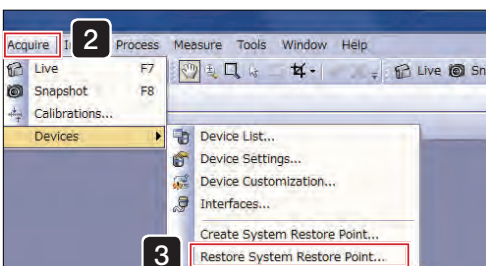 Acquire 2 Process Measure Tools Window Help
Live F7
Live Sn
Snapshot F8
Calibrations...
Devices
Device List...
Device Settings...
Device Customization...
Interfaces...
Create System Restore Point...
3 Restore System Restore Point...